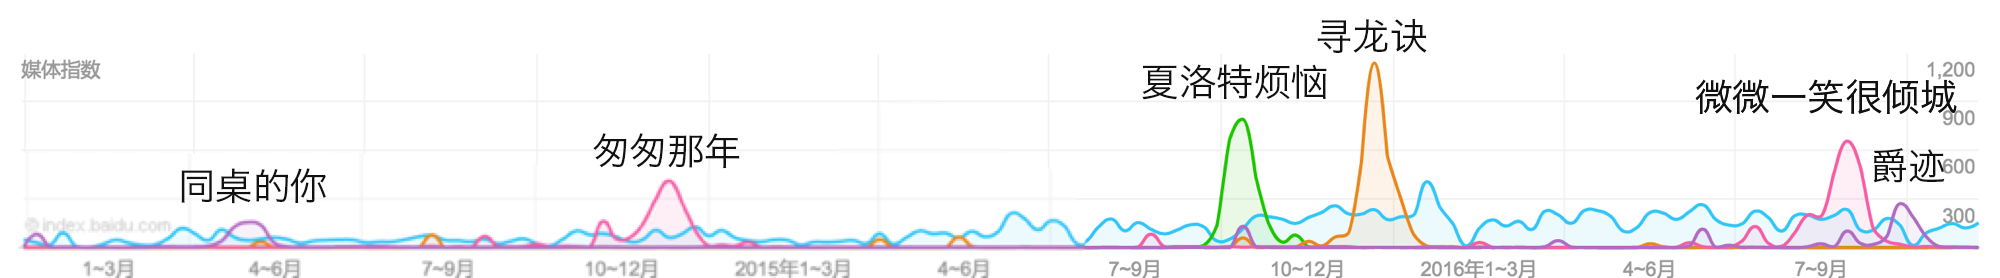 寻龙诀
媒体指数
1,200
夏洛特烦恼
微微一笑很倾城
900
匆匆那年
爵迹
600
同桌的你
© index.baidu.com
300
1~3月 4~6月 7~9月 10~12月 2015年1~3月 4~6月 7~9月 10~12月 2016年1~3月 4~6月 7~9月